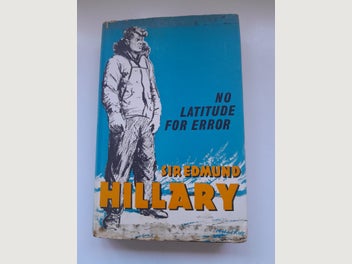 NO
LATITUDE
FOR ERROR
SIR EDMUND
HILLARY